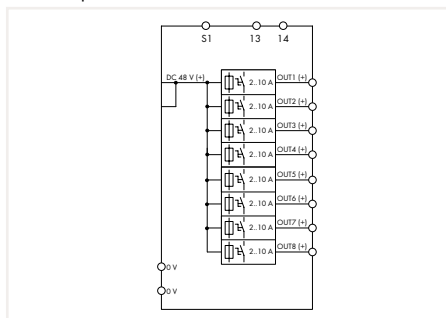 S1 13 14
DC 48 V (+) 2..10 A OUT1 (+)
2..10 A OUT2 (+)
2..10 A OUT3 (+)
2..10 A OUT4 (+)
2..10 A OUT5 (+)
2..10 A OUT6 (+)
2..10 A OUT7 (+)
2..10 A OUT8 (+)
0 V
0 V